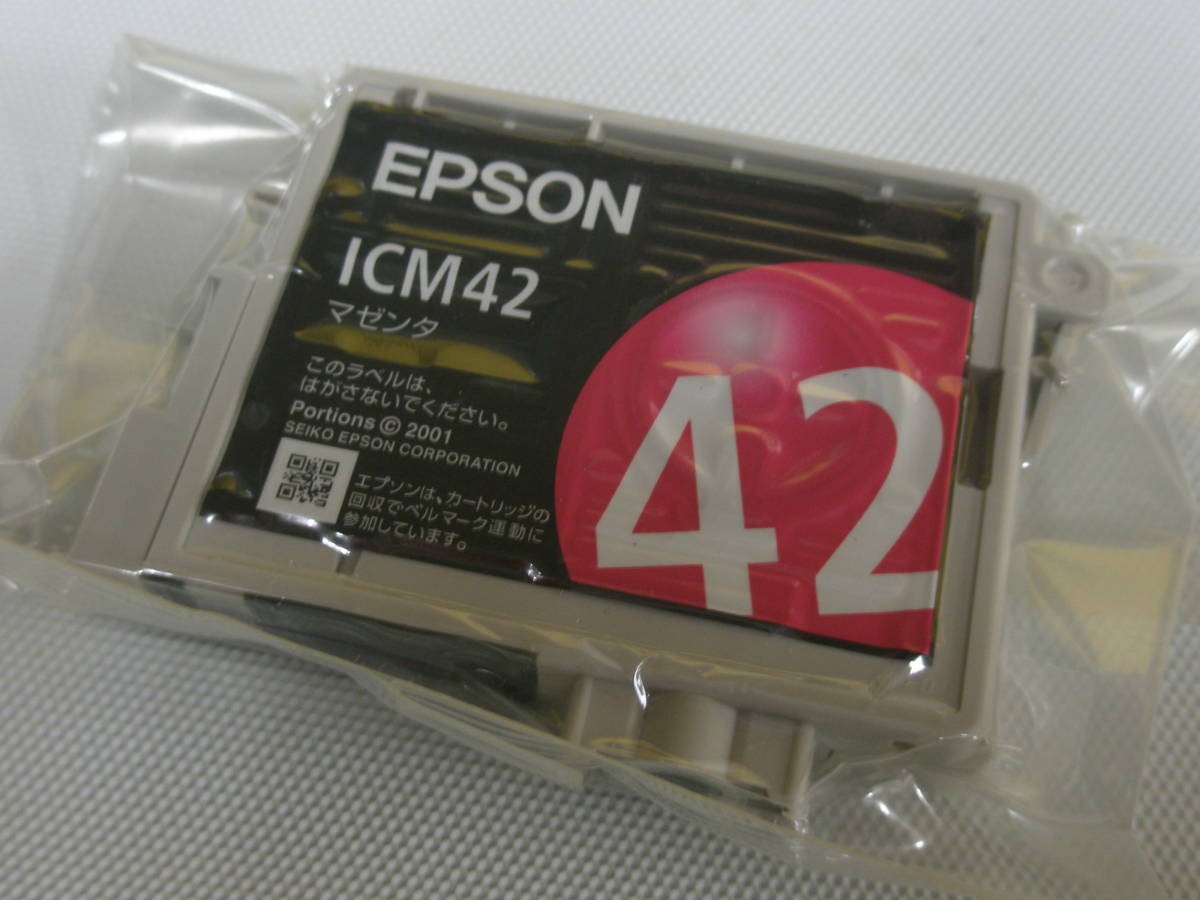 EPSON
ICM42
マゼンタ
このラベルは、
はがさないでください。
Portions © 2001
SEIKO EPSON CORPORATION
エプソンは、カートリッジの
回収でベルマーク運動に
参加しています。
42